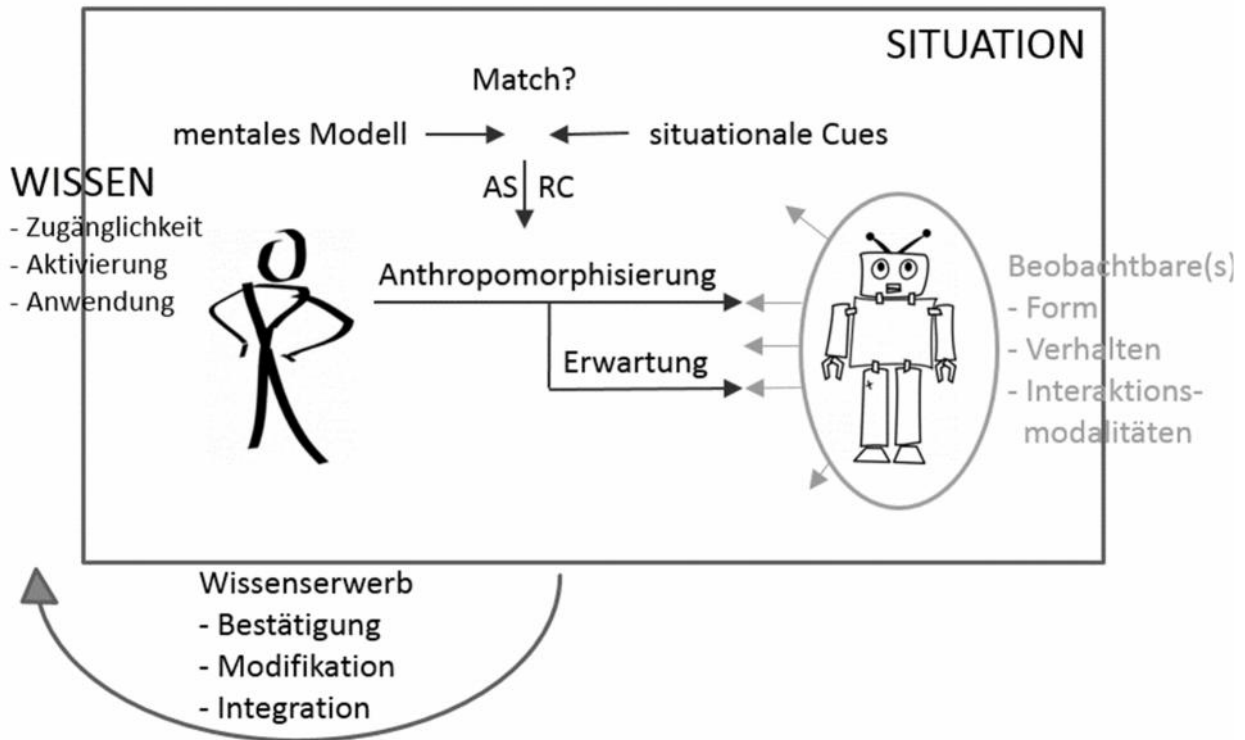 SITUATION
Match?
mentales Modell
situationale Cues
AS RC
WISSEN
- Zugänglichkeit
- Aktivierung
- Anwendung
Anthropomorphisierung
Erwartung
Beobachtbare(s)
- Form
- Verhalten
- Interaktions-
modalitäten
Wissenserwerb
- Bestätigung
- Modifikation
- Integration